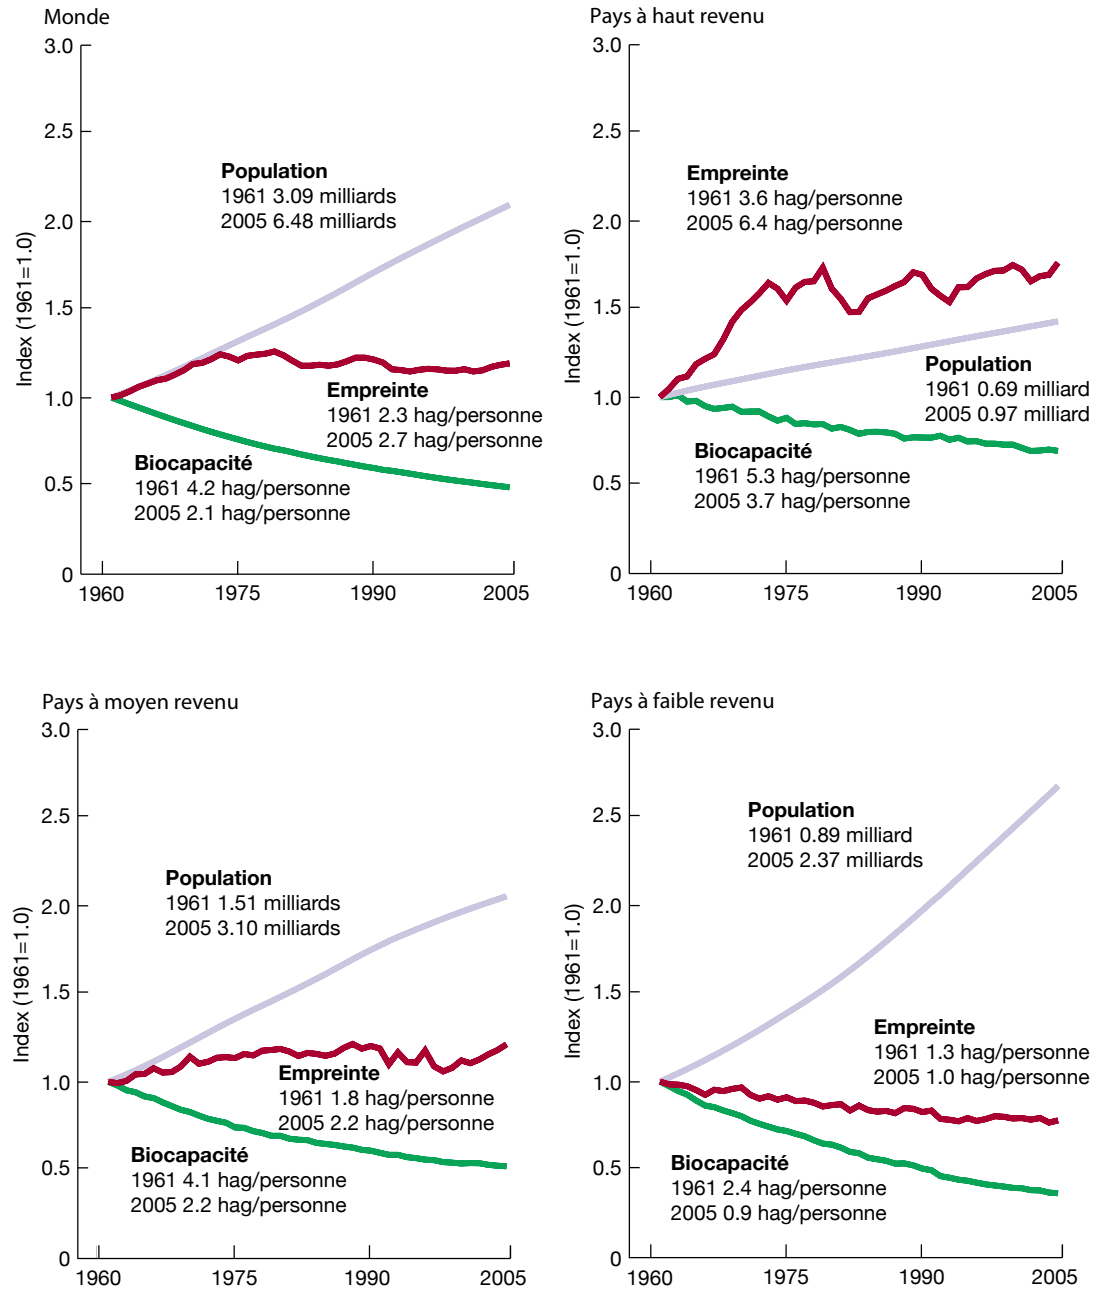 Monde
3.0
2.5
2.0
1.5
1.0
0.5
0
Index (1961=1.0)
Population
1961 3.09 milliards
2005 6.48 milliards
Empreinte
1961 2.3 hag/personne
2005 2.7 hag/personne
Biocapacité
1961 4.2 hag/personne
2005 2.1 hag/personne
1960 1975 1990 2005
Pays à haut revenu
3.0
2.5
2.0
1.5
1.0
0.5
0
Index (1961=1.0)
Empreinte
1961 3.6 hag/personne
2005 6.4 hag/personne
Population
1961 0.69 milliard
2005 0.97 milliard
Biocapacité
1961 5.3 hag/personne
2005 3.7 hag/personne
1960 1975 1990 2005
Pays à moyen revenu
3.0
2.5
2.0
1.5
1.0
0.5
0
Index (1961=1.0)
Population
1961 1.51 milliards
2005 3.10 milliards
Empreinte
1961 1.8 hag/personne
2005 2.2 hag/personne
Biocapacité
1961 4.1 hag/personne
2005 2.2 hag/personne
1960 1975 1990 2005
Pays à faible revenu
3.0
2.5
2.0
1.5
1.0
0.5
0
Index (1961=1.0)
Population
1961 0.89 milliard
2005 2.37 milliards
Empreinte
1961 1.3 hag/personne
2005 1.0 hag/personne
Biocapacité
1961 2.4 hag/personne
2005 0.9 hag/personne
1960 1975 1990 2005